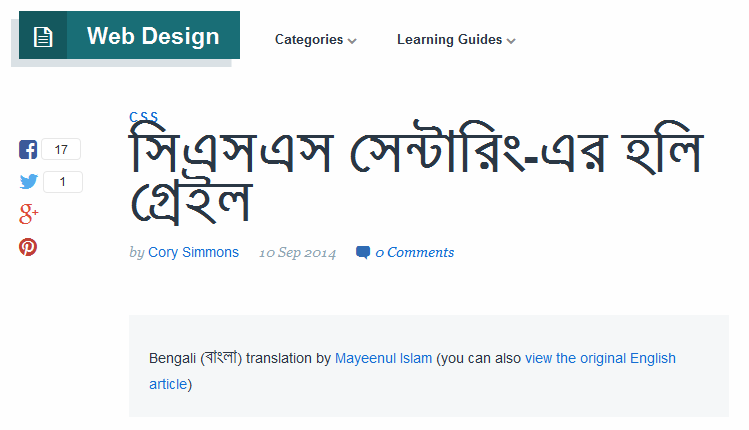 Web Design
Categories
Learning Guides
CSS
17
1
সিএসএস সেন্টারিং-এর হলি
গ্রেইল
by Cory Simmons 10 Sep 2014 0 Comments
Bengali (বাংলা) translation by Mayeenul Islam (you can also view the original English
article)